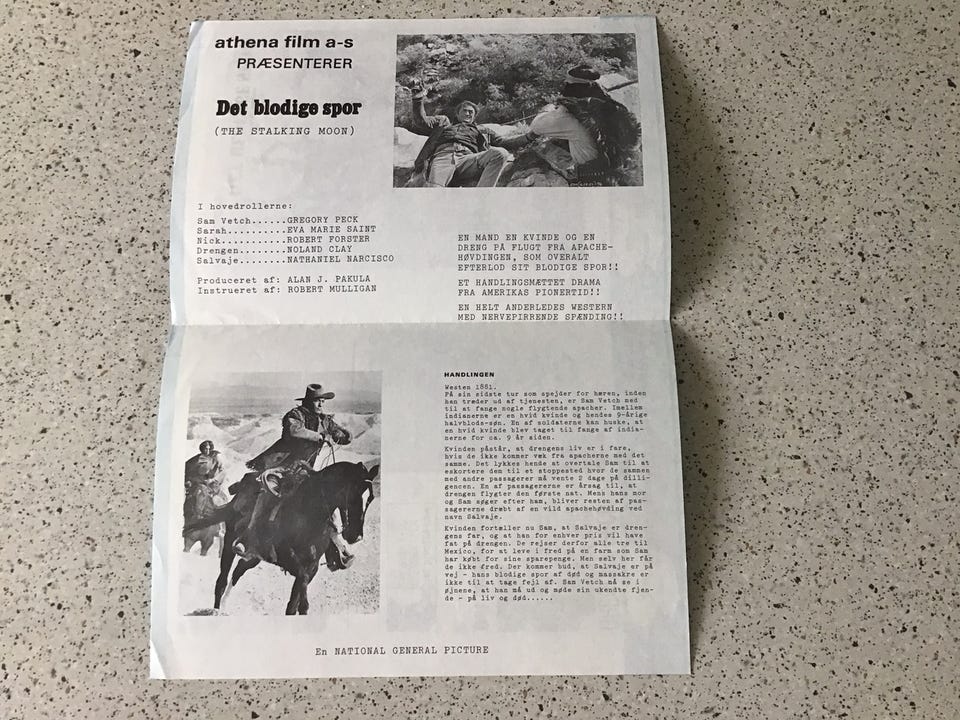 athena film a-s
PRÆSENTERER
Det blodige spor
(THE STALKING MOON)
I hovedrollerne:
Sam Vetch......GREGORY PECK
Sarah..........EVA MARIE SAINT
Nick...........ROBERT FORSTER
Drengen........NOLAND CLAY
Salvaje........NATHANIEL NARCISCO
Produceret af: ALAN J. PAKULA
Instrueret af: ROBERT MULLIGAN
EN MAND EN KVINDE OG EN
DRENG PÅ FLUGT FRA APACHE-
HØVDINGEN, SOM OVERALT
EFTERLOD SIT BLODIGE SPOR!!
ET HANDLINGSMÆTTET DRAMA
FRA AMERIKAS PIONERTID!!
EN HELT ANDERLEDES WESTERN
MED NERVEPIRRENDE SPÆNDING!!
HANDLINGEN
Westen 1881.
På sin sidste tur som spejder for hæren, inden
han træder ud af tjenesten, er Sam Vetch med
til at fange nogle flygtende apacher. Imellem
indianerne er en hvid kvinde og hendes 9-årige
halvblods-søn. En af soldaterne kan huske, at
en hvid kvinde blev taget til fange af india-
nerne for ca. 9 år siden.
Kvinden påstår, at drengens liv er i fare,
hvis de ikke kommer væk fra apacherne med det
samme. Det lykkes hende at overtale Sam til at
eskortere dem til et stoppested hvor de sammen
med andre passagerer må vente 2 dage på dilli-
gencen. En af passagererne er årsag til, at
drengen flygter den første nat. Mens hans mor
og Sam søger efter ham, bliver resten af pas-
sagererne dræbt af en vild apachehøvding ved
navn Salvaje.
Kvinden fortæller nu Sam, at Salvaje er dren-
gens far, og at han for enhver pris vil have
fat på drengen. De rejser derfor alle tre til
Mexico, for at leve i fred på en farm som Sam
har købt for sine sparepenge. Men selv her får
de ikke fred. Der kommer bud, at Salvaje er på
vej - hans blodige spor af død og massakre er
ikke til at tage fejl af. Sam Vetch må se i
øjnene, at han må ud og møde sin ukendte fjen-
de - på liv og død......
En NATIONAL GENERAL PICTURE